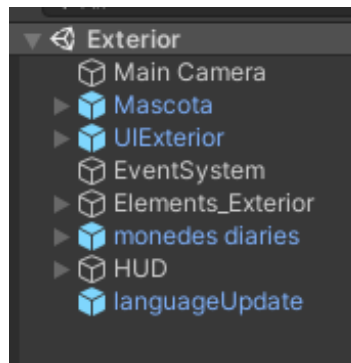 Exterior
Main Camera
Mascota
UIExterior
EventSystem
Elements_Exterior
monedes diaries
HUD
languageUpdate